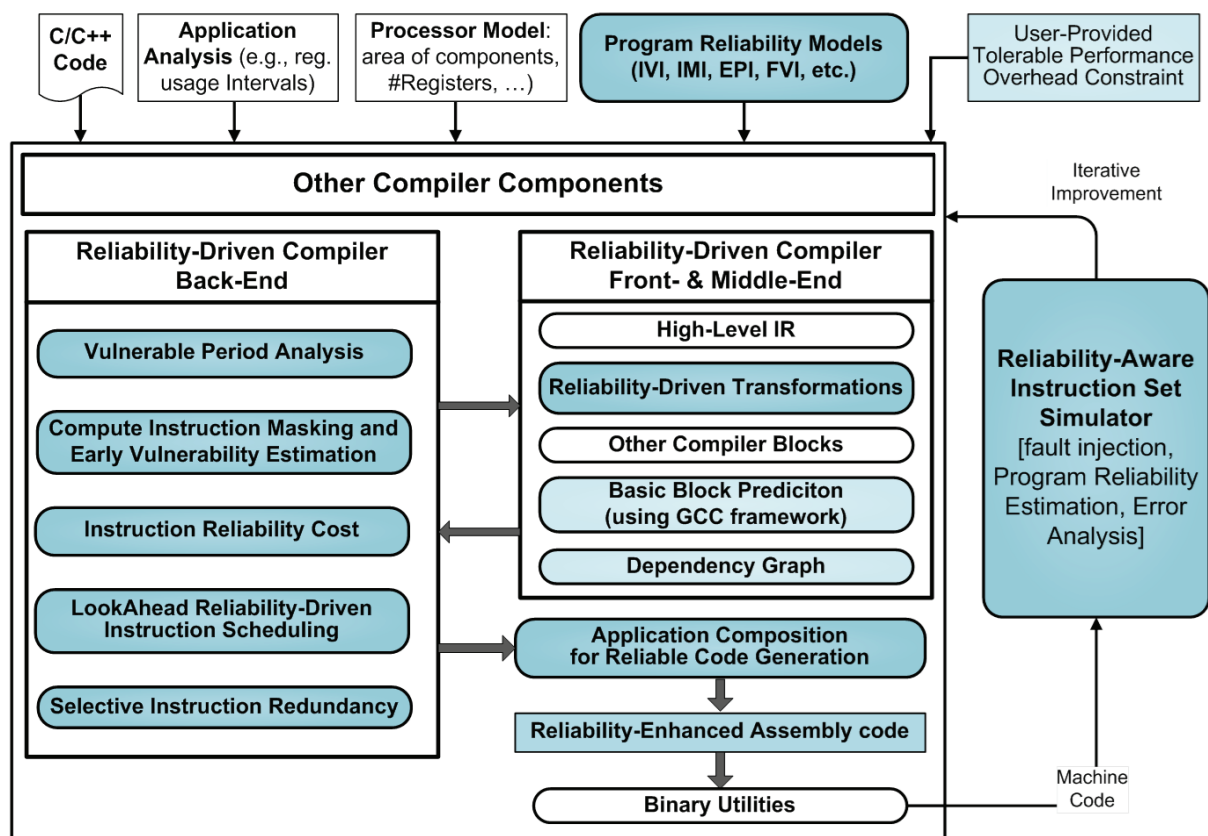 C/C++
Code
Application
Analysis (e.g., reg.
usage Intervals)
Processor Model:
area of components,
#Registers, …)
Program Reliability Models
(IVI, IMI, EPI, FVI, etc.)
User-Provided
Tolerable Performance
Overhead Constraint
Other Compiler Components
Iterative
Improvement
Reliability-Driven Compiler
Back-End
Vulnerable Period Analysis
Compute Instruction Masking and
Early Vulnerability Estimation
Instruction Reliability Cost
LookAhead Reliability-Driven
Instruction Scheduling
Selective Instruction Redundancy
Reliability-Driven Compiler
Front- & Middle-End
High-Level IR
Reliability-Driven Transformations
Other Compiler Blocks
Basic Block Prediciton
(using GCC framework)
Dependency Graph
Application Composition
for Reliable Code Generation
Reliability-Enhanced Assembly code
Binary Utilities
Reliability-Aware
Instruction Set
Simulator
[fault injection,
Program Reliability
Estimation, Error
Analysis]
Machine
Code